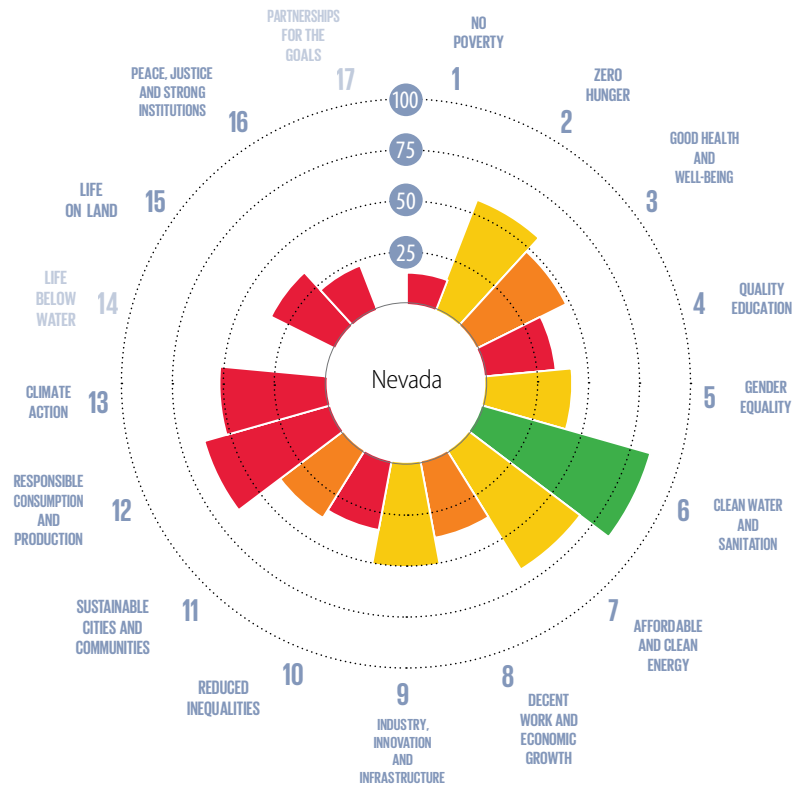 NO
POVERTY
1
ZERO
HUNGER
2
GOOD HEALTH
AND
WELL-BEING
3
4
QUALITY
EDUCATION
5
GENDER
EQUALITY
6
CLEAN WATER
AND
SANITATION
7
AFFORDABLE
AND CLEAN
ENERGY
8
DECENT
WORK AND
ECONOMIC
GROWTH
9
INDUSTRY,
INNOVATION
AND
INFRASTRUCTURE
10
REDUCED
INEQUALITIES
11
SUSTAINABLE
CITIES AND
COMMUNITIES
12
RESPONSIBLE
CONSUMPTION
AND
PRODUCTION
13
CLIMATE
ACTION
14
LIFE
BELOW
WATER
15
LIFE
ON LAND
16
PEACE, JUSTICE
AND STRONG
INSTITUTIONS
PARTNERSHIPS
FOR THE
GOALS
17
100
75
50
25
Nevada